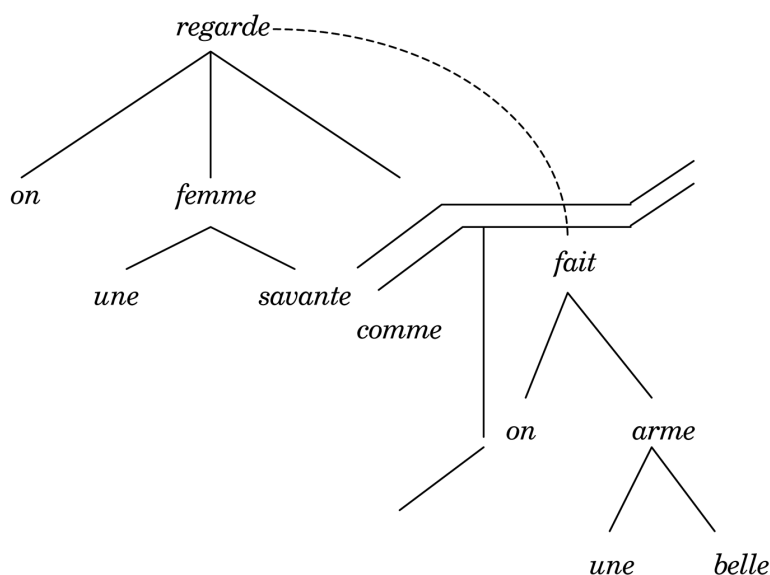 regarde
on femme
une savante
comme
fait
on arme
une belle